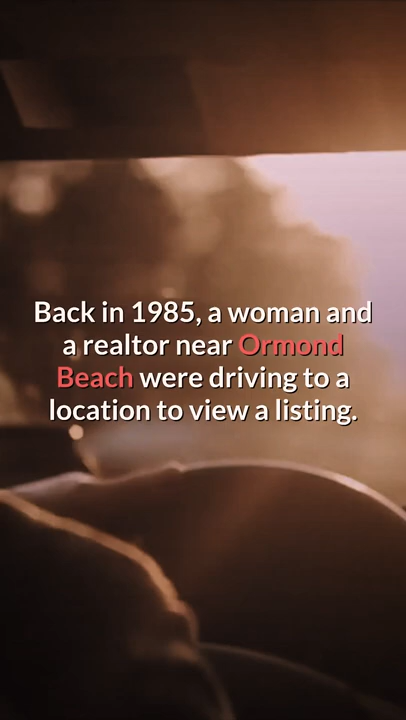 Back in 1985, a woman and
a realtor near Ormond
Beach were driving to a
location to view a listing.